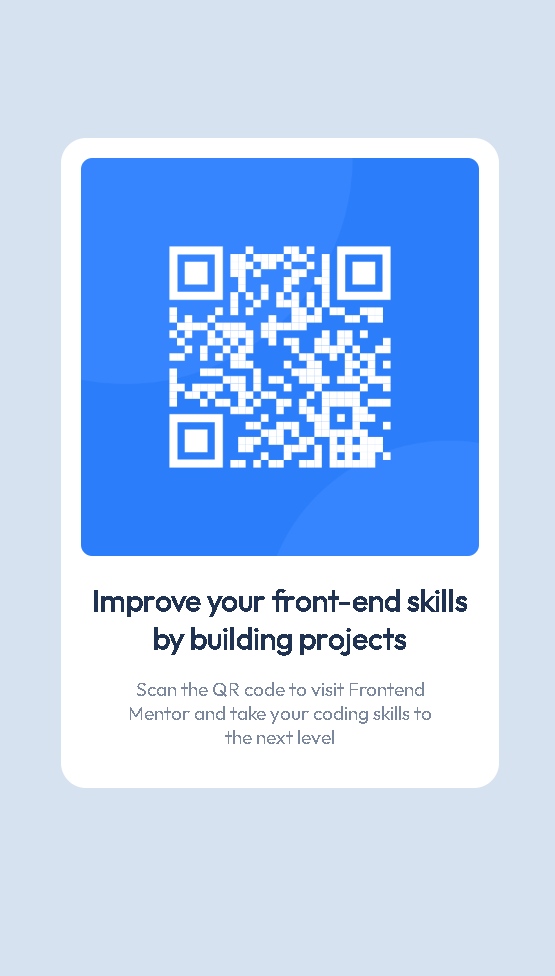 Improve your front-end skills
by building projects
Scan the QR code to visit Frontend
Mentor and take your coding skills to
the next level